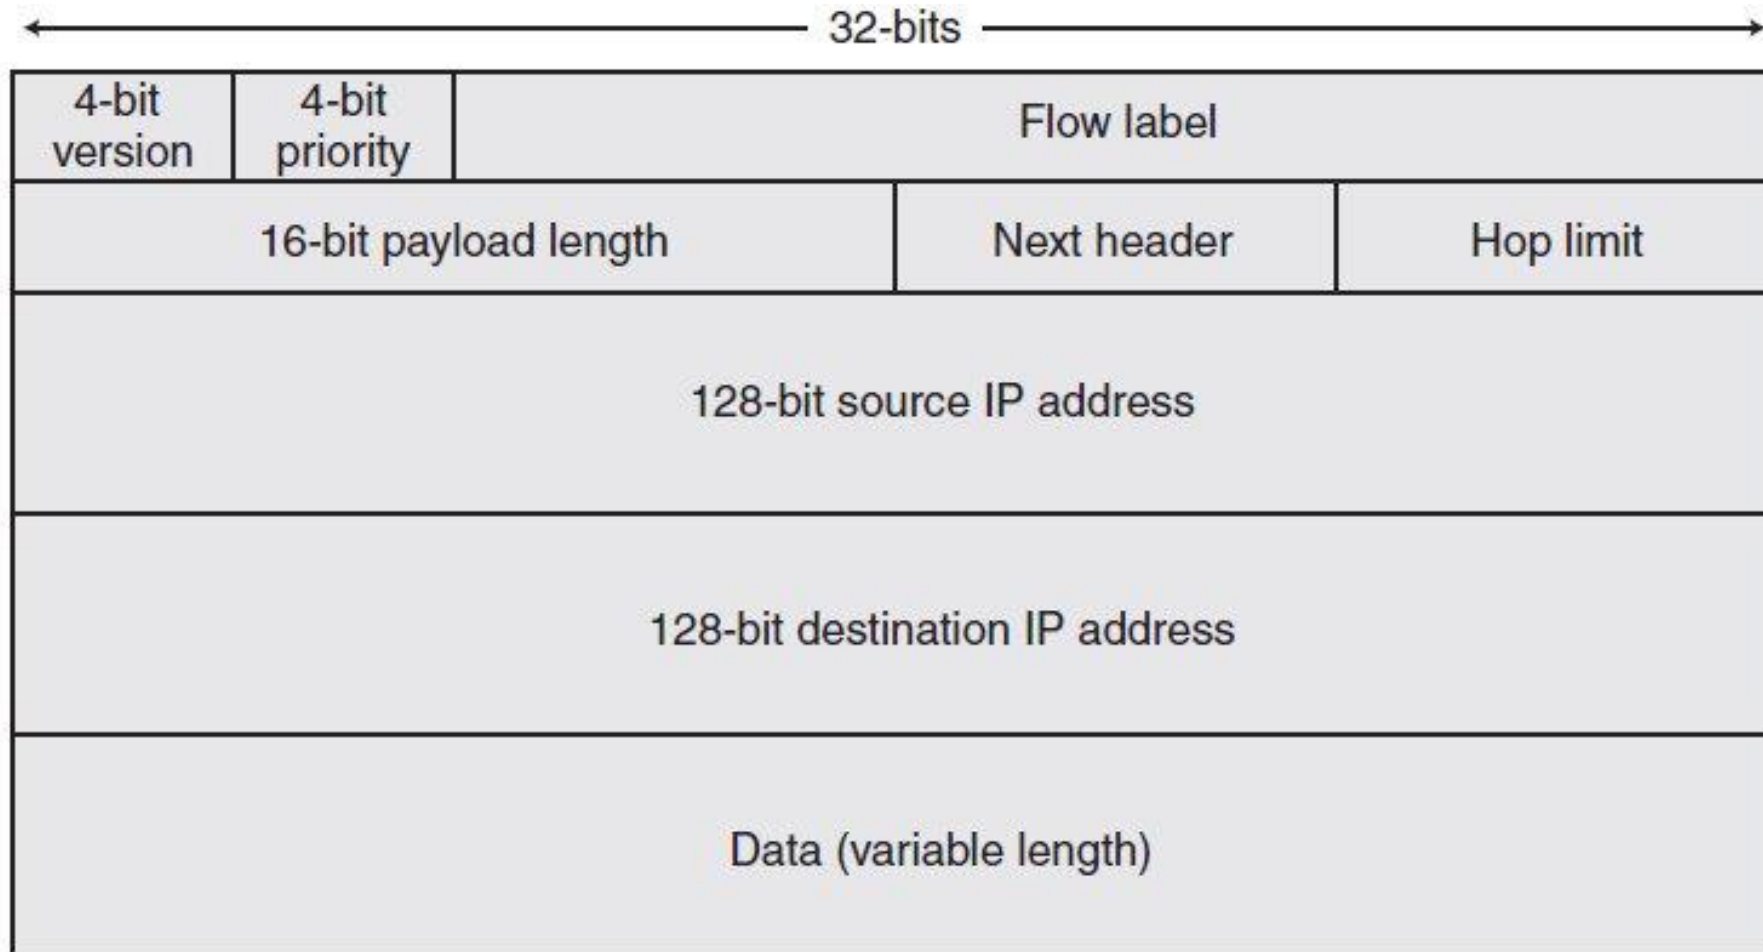 32-bits
4-bit
version
4-bit
priority
Flow label
16-bit payload length
Next header
Hop limit
128-bit source IP address
128-bit destination IP address
Data (variable length)